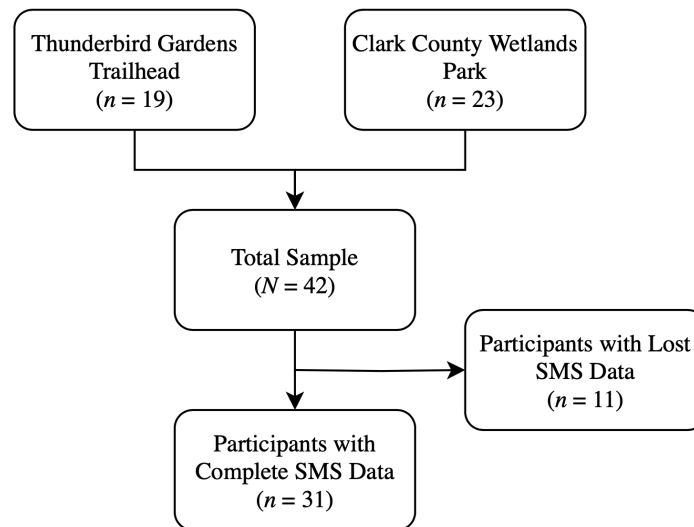 Thunderbird Gardens
Trailhead
(n = 19)
Clark County Wetlands
Park
(n = 23)
Total Sample
(N = 42)
Participants with Lost
SMS Data
(n = 11)
Participants with
Complete SMS Data
(n = 31)